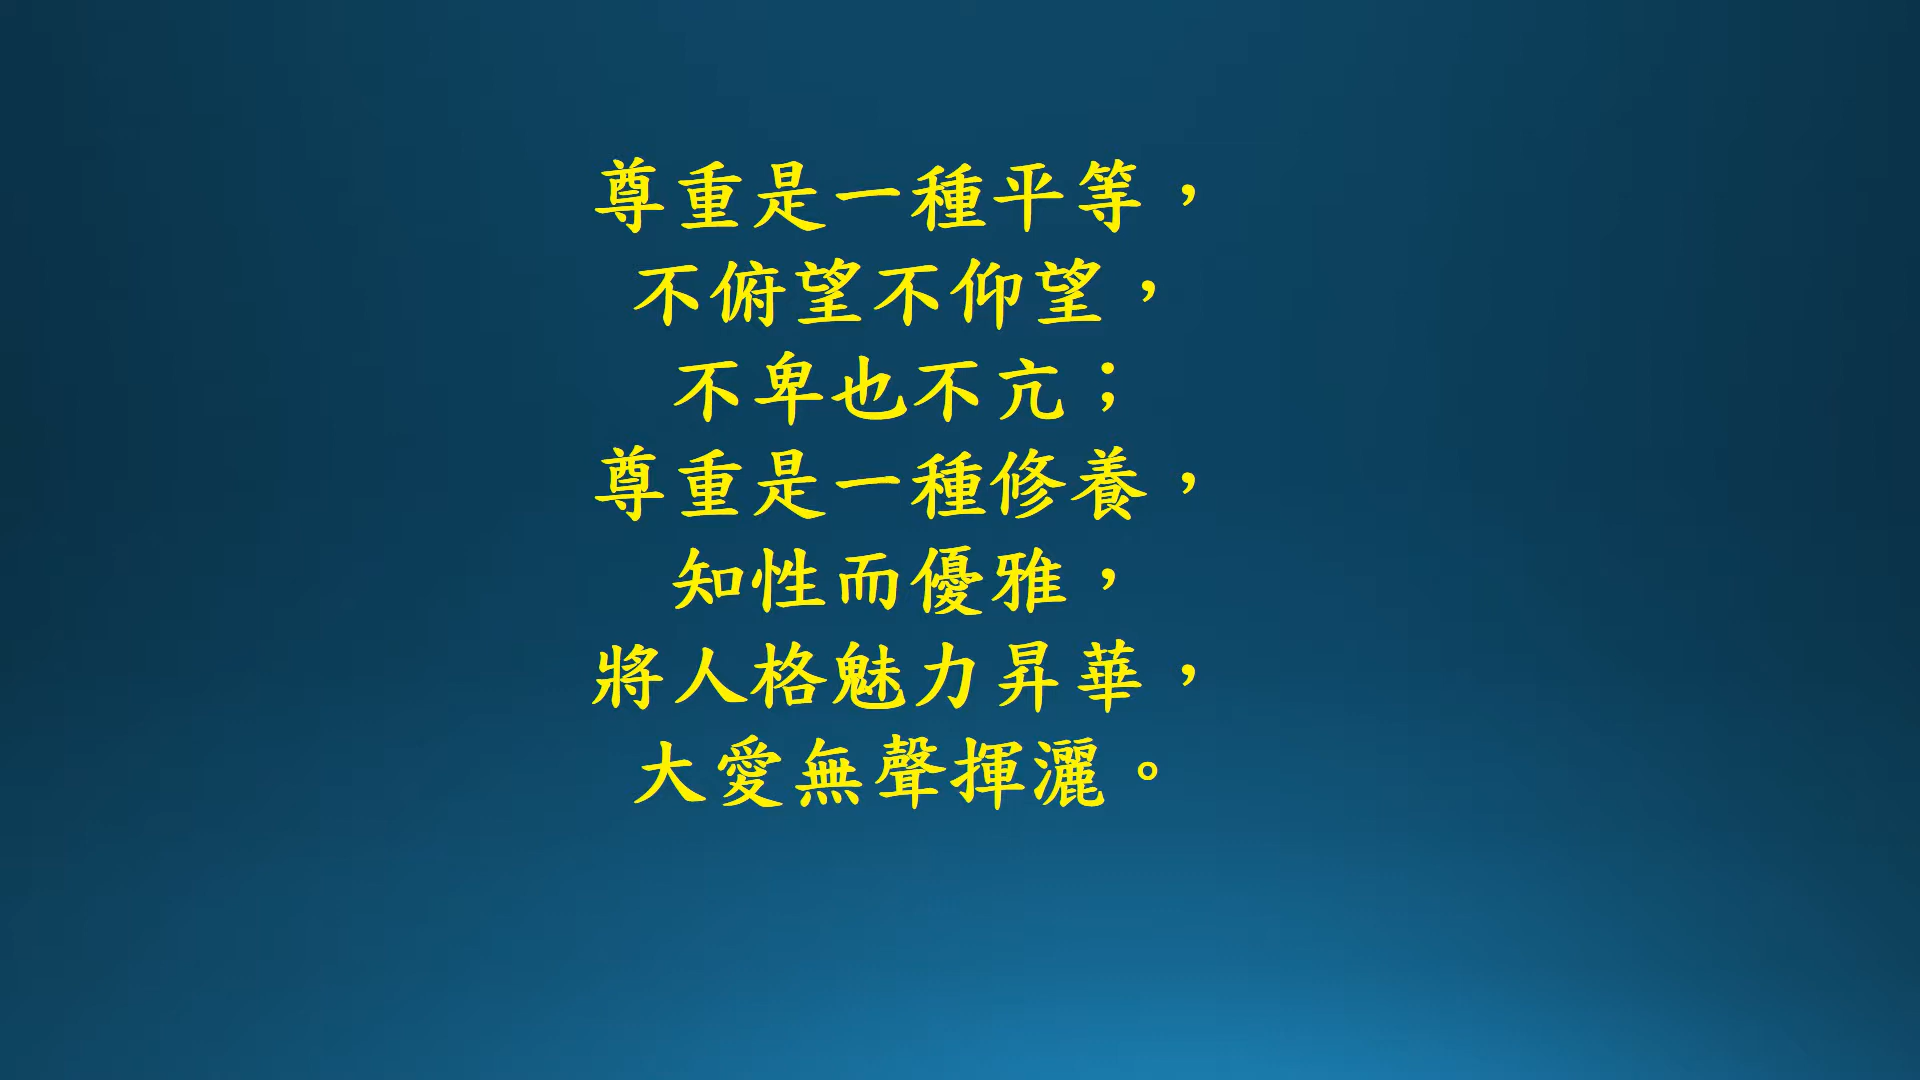 尊重是一種平等，
不俯望不仰望，
不卑也不亢；
尊重是一種修養，
知性而優雅，
將人格魅力昇華，
大愛無聲揮灑。